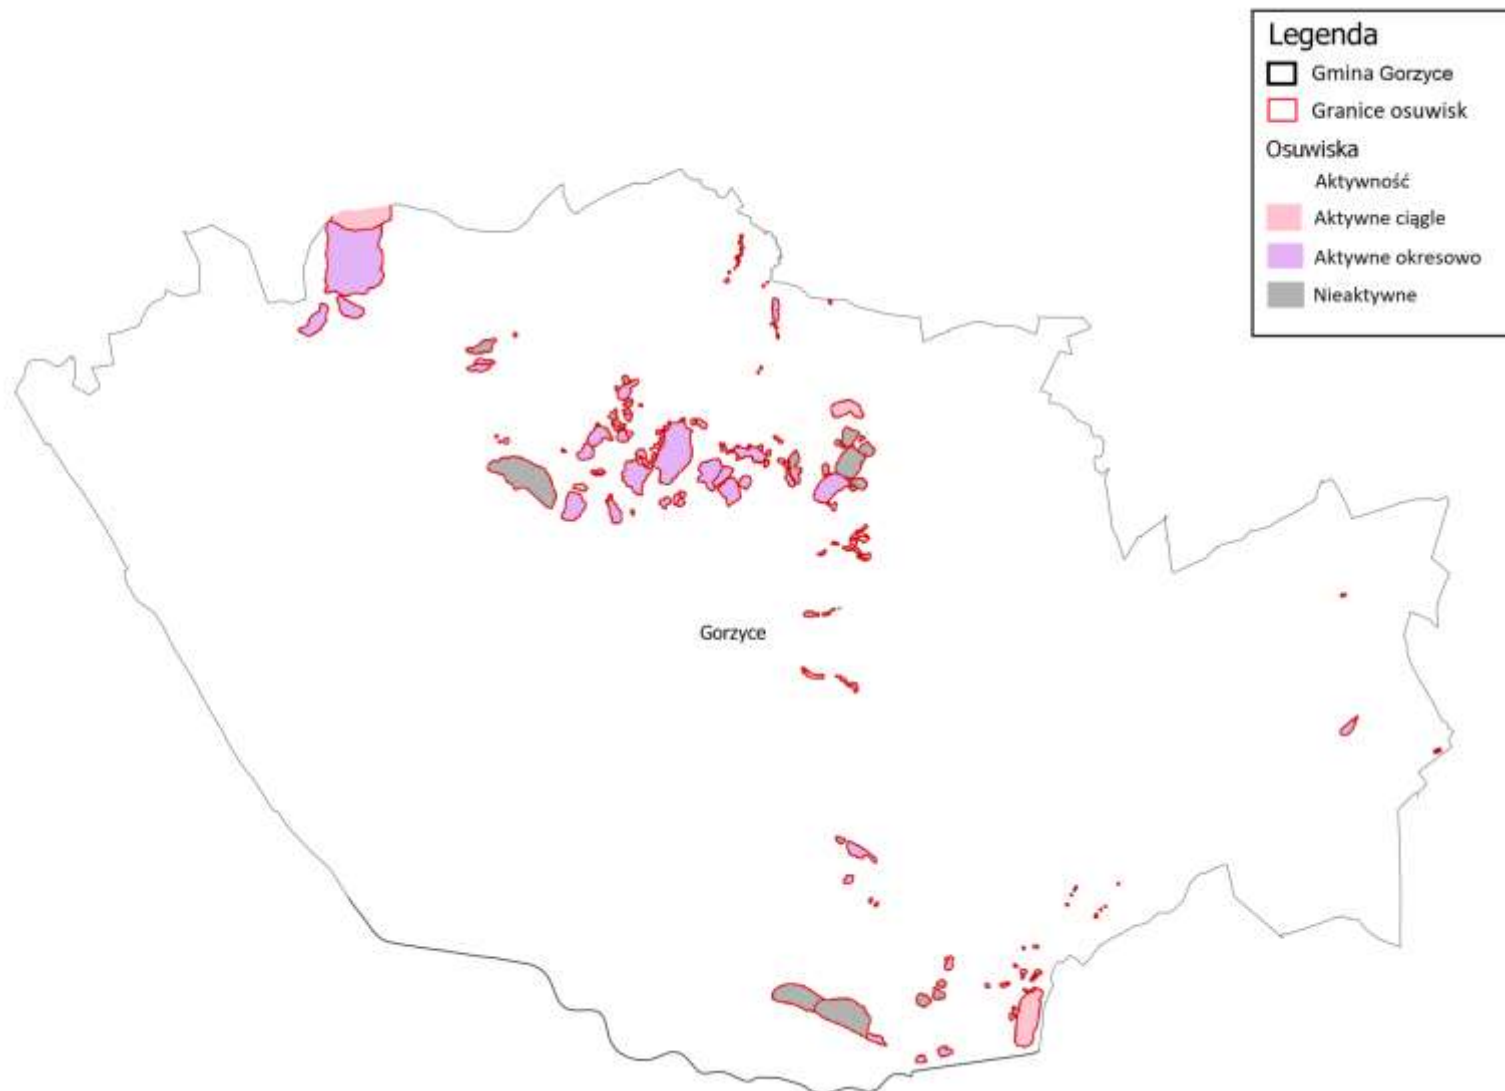 Legenda
Gmina Gorzyce
Granice osuwisk
Osuwiska
Aktywność
Aktywne ciągle
Aktywne okresowo
Nieaktywne
Gorzyce